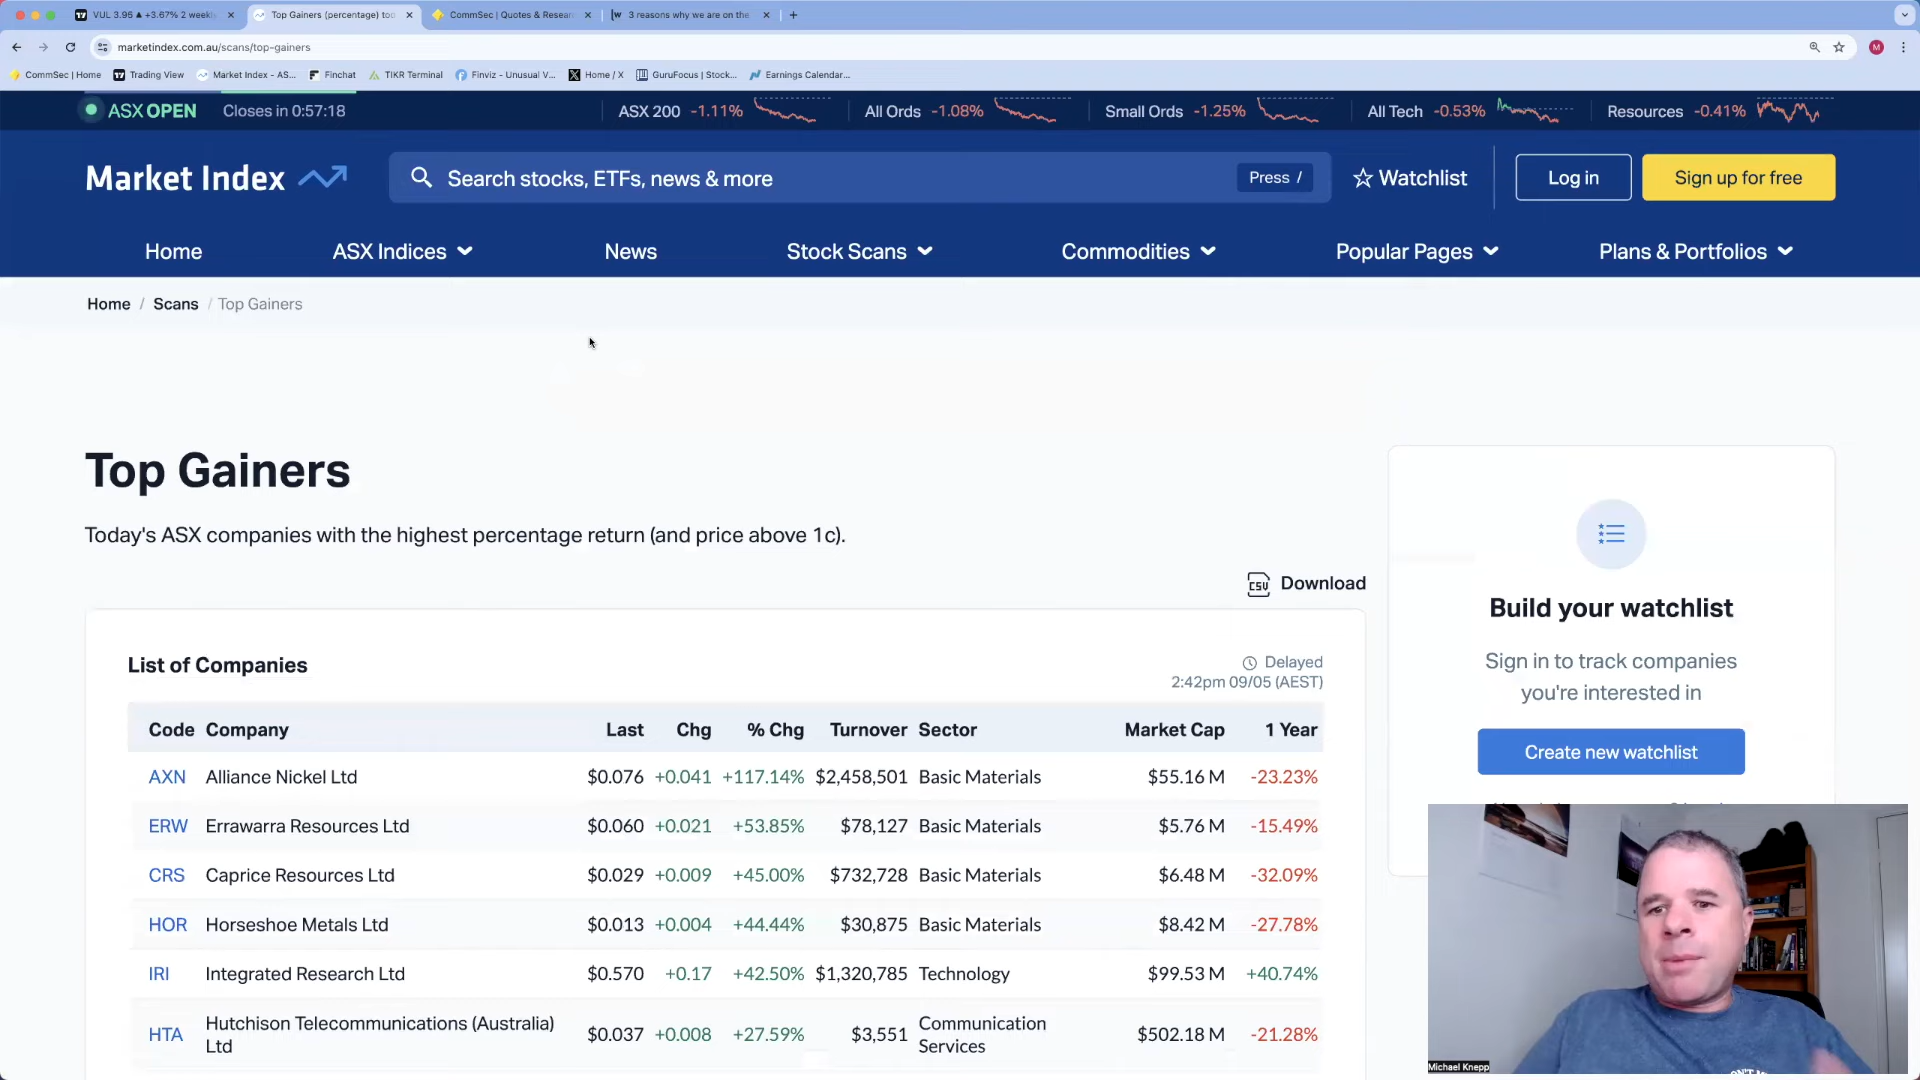 VUL 3.96 ▲ +3.67% 2 weekl
Top Gainers (percentage) too
CommSec | Quotes & Resear
3 reasons why we are on the
marketindex.com.au/scans/top-gainers
M
CommSec | Home
Trading View
Market Index - AS...
Finchat
TIKR Terminal
Finviz - Unusual V...
Home / X
GuruFocus | Stock...
Earnings Calendar...
ASX OPEN
Closes in 0:57:18
ASX 200 -1.11%
All Ords -1.08%
Small Ords -1.25%
All Tech -0.53%
Resources -0.41%
Market Index
Search stocks, ETFs, news & more
Press /
Watchlist
Log in
Sign up for free
Home
ASX Indices
News
Stock Scans
Commodities
Popular Pages
Plans & Portfolios
Home / Scans / Top Gainers
Top Gainers
Today's ASX companies with the highest percentage return (and price above 1c).
CSV Download
List of Companies
Delayed
2:42pm 09/05 (AEST)
Code Company Last Chg % Chg Turnover Sector Market Cap 1 Year
AXN Alliance Nickel Ltd $0.076 +0.041 +117.14% $2,458,501 Basic Materials $55.16 M -23.23%
ERW Errawarra Resources Ltd $0.060 +0.021 +53.85% $78,127 Basic Materials $5.76 M -15.49%
CRS Caprice Resources Ltd $0.029 +0.009 +45.00% $732,728 Basic Materials $6.48 M -32.09%
HOR Horseshoe Metals Ltd $0.013 +0.004 +44.44% $30,875 Basic Materials $8.42 M -27.78%
IRI Integrated Research Ltd $0.570 +0.17 +42.50% $1,320,785 Technology $99.53 M +40.74%
HTA Hutchison Telecommunications (Australia) Ltd $0.037 +0.008 +27.59% $3,551 Communication Services $502.18 M -21.28%
Build your watchlist
Sign in to track companies
you're interested in
Create new watchlist
Michael Knepp